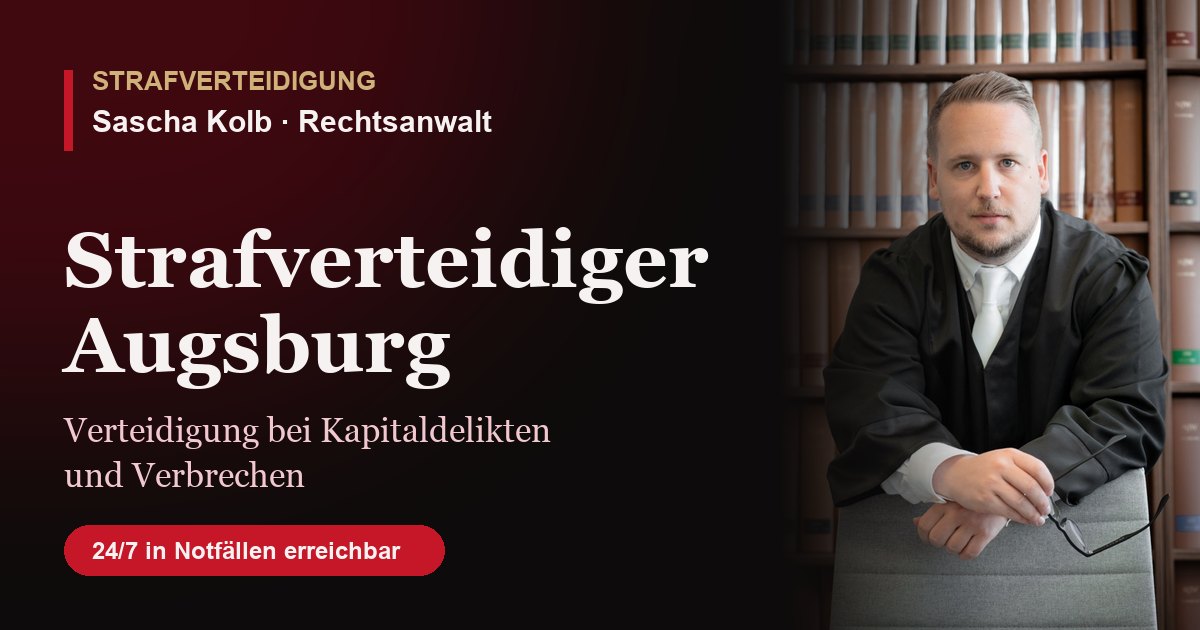 STRAFVERTEIDIGUNG
Sascha Kolb · Rechtsanwalt
Strafverteidiger
Augsburg
Verteidigung bei Kapitaldelikten
und Verbrechen
24/7 in Notfällen erreichbar